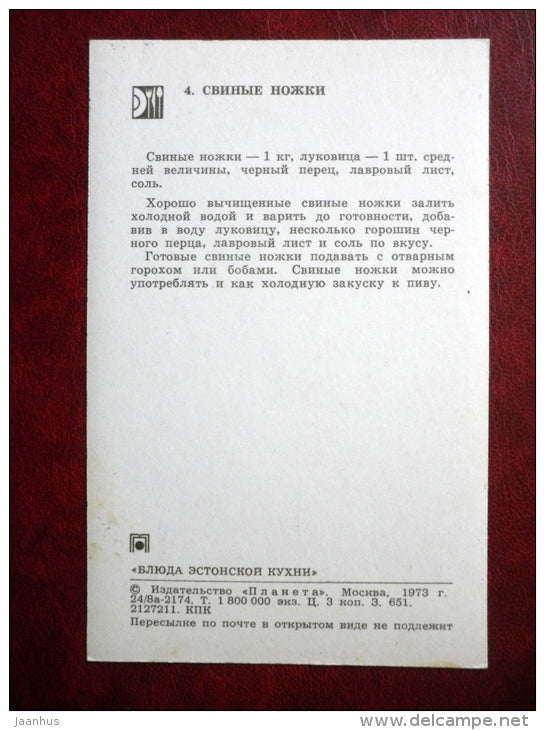 4. СВИНЫЕ НОЖКИ
Свиные ножки — 1 кг, луковица — 1 шт. сред-
ней величины, черный перец, лавровый лист,
соль.
Хорошо вычищенные свиные ножки залить
холодной водой и варить до готовности, доба-
вив в воду луковицу, несколько горошин чер-
ного перца, лавровый лист и соль по вкусу.
Готовые свиные ножки подавать с отварным
горохом или бобами. Свиные ножки можно
употреблять и как холодную закуску к пиву.
«БЛЮДА ЭСТОНСКОЙ КУХНИ»
© Издательство «Планета». Москва, 1973 г.
24/8а-2174. Т. 1 800 000 экз. Ц. 3 коп. З. 651.
2127211. КПК
Пересылке по почте в открытом виде не подлежит
jaanhus
www.delcampe.net